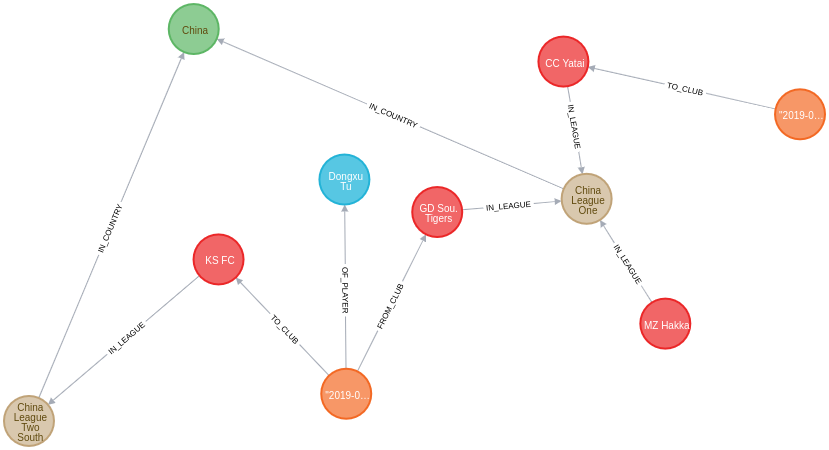 China
CC Yatai
TO_CLUB
"2019-0...
IN_COUNTRY
IN_LEAGUE
Dongxu
Tu
GD Sou.
Tigers
IN_LEAGUE
China
League
One
IN_COUNTRY
KS FC
OF_PLAYER
IN_LEAGUE
FROM_CLUB
TO_CLUB
MZ Hakka
IN_LEAGUE
"2019-0...
China
League
Two
South